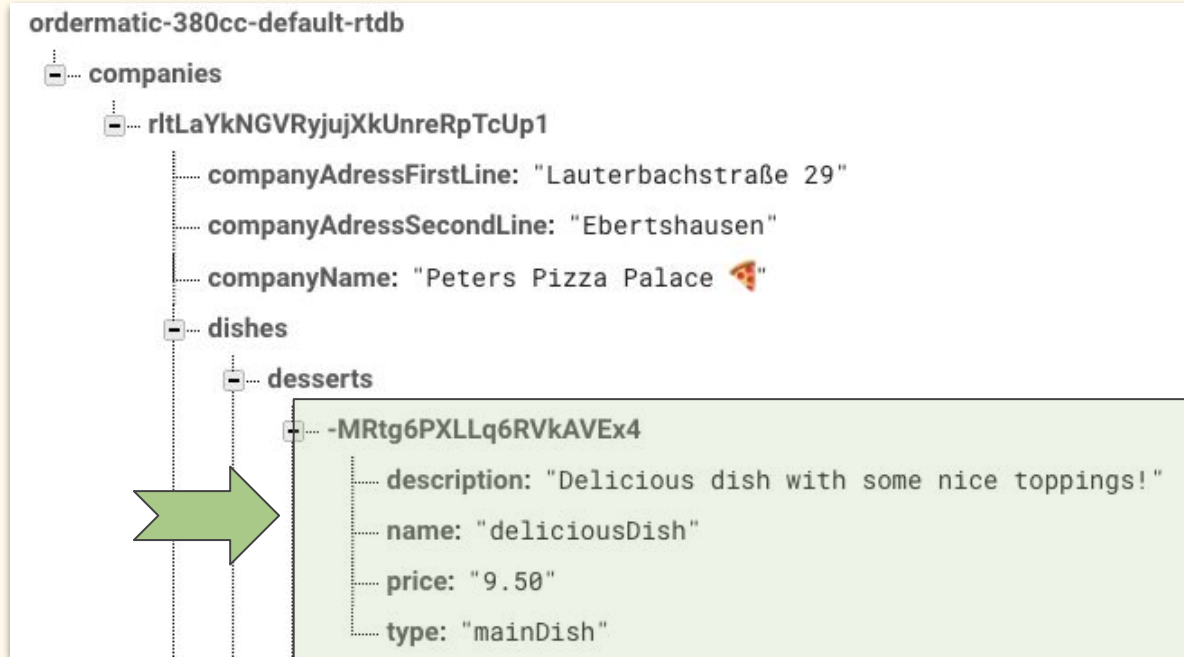 ordermatic-380cc-default-rtdb
companies
rltLaYkNGVRyjujXkUnreRpTcUp1
companyAdressFirstLine: "Lauterbachstraße 29"
companyAdressSecondLine: "Ebertshausen"
companyName: "Peters Pizza Palace 🍕"
dishes
desserts
-MRtg6PXLLq6RVkAVEx4
description: "Delicious dish with some nice toppings!"
name: "deliciousDish"
price: "9.50"
type: "mainDish"